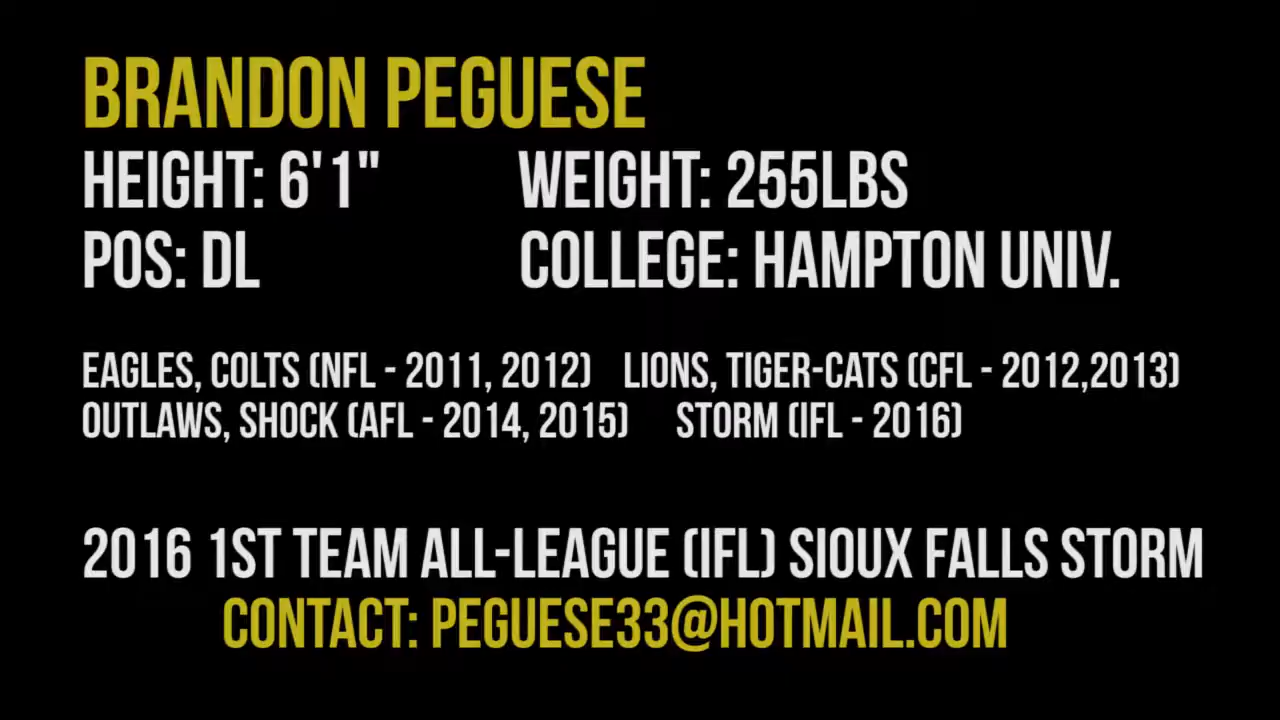 BRANDON PEGUESE
HEIGHT: 6'1" WEIGHT: 255LBS
POS: DL COLLEGE: HAMPTON UNIV.
EAGLES, COLTS (NFL - 2011, 2012) LIONS, TIGER-CATS (CFL - 2012,2013)
OUTLAWS, SHOCK (AFL - 2014, 2015) STORM (IFL - 2016)
2016 1ST TEAM ALL-LEAGUE (IFL) SIOUX FALLS STORM
CONTACT: PEGUESE33@HOTMAIL.COM